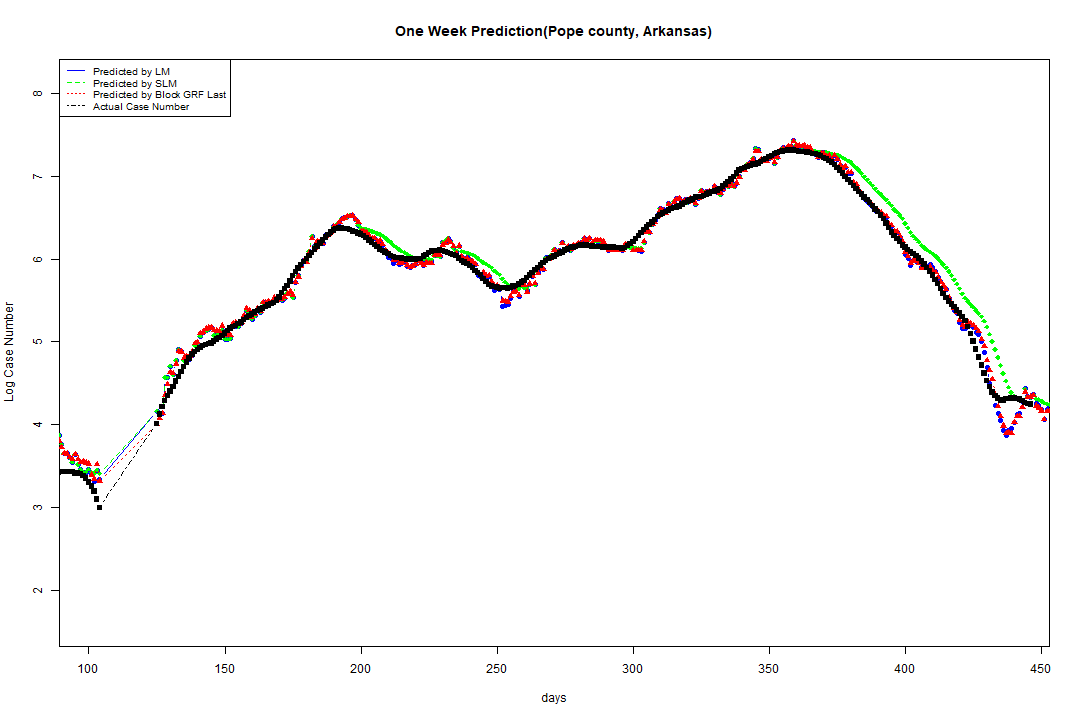 One Week Prediction(Pope county, Arkansas)
Predicted by LM
Predicted by SLM
Predicted by Block GRF Last
Actual Case Number
8
7
6
5
4
3
2
Log Case Number
100 150 200 250 300 350 400 450
days